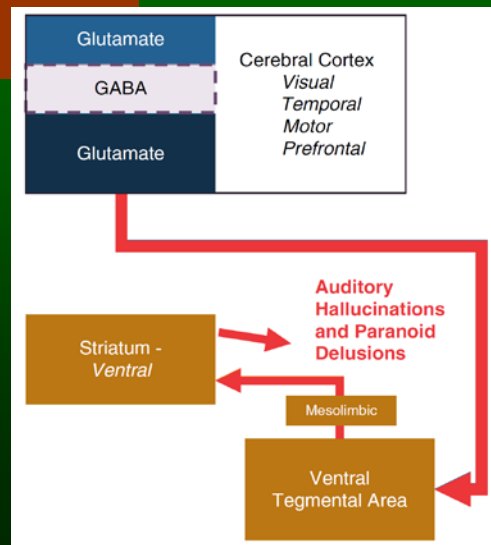 Glutamate
GABA
Glutamate
Cerebral Cortex
Visual
Temporal
Motor
Prefrontal
Auditory
Hallucinations
and Paranoid
Delusions
Striatum -
Ventral
Mesolimbic
Ventral
Tegmental Area